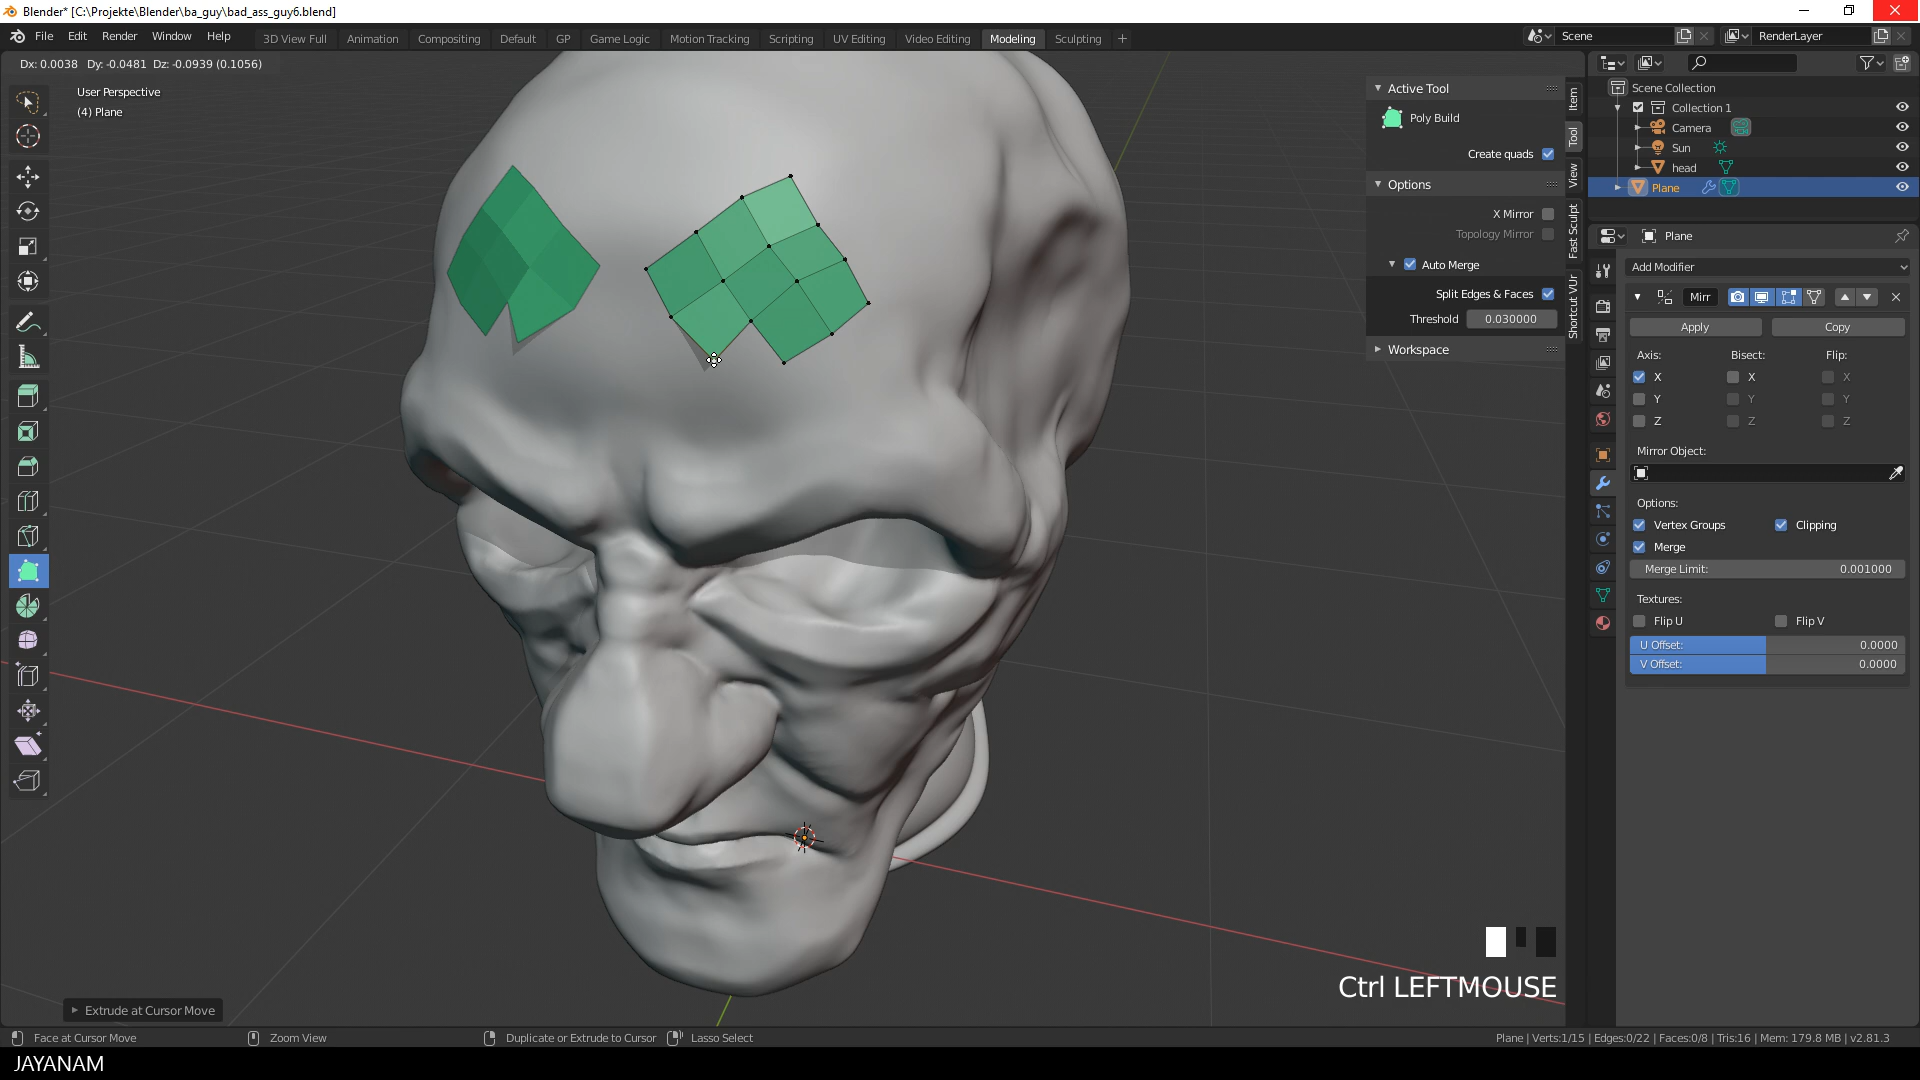 Blender* [C:\Projekte\Blender\ba_guy\bad_ass_guy6.blend]
File Edit Render Window Help 3D View Full Animation Compositing Default GP Game Logic Motion Tracking Scripting UV Editing Video Editing Modeling Sculpting + Scene RenderLayer
Dx: 0.0038 Dy: -0.0481 Dz: -0.0939 (0.1056)
User Perspective
(4) Plane
Active Tool
Poly Build
Create quads
Options
X Mirror
Topology Mirror
Auto Merge
Split Edges & Faces
Threshold 0.030000
Workspace
Item
Tool
View
Fast Sculpt
Shortcut VUr
Scene Collection
Collection 1
Camera
Sun
head
Plane
Plane
Add Modifier
Mirr
Apply Copy
Axis: Bisect: Flip:
X X X
Y Y Y
Z Z Z
Mirror Object:
Options:
Vertex Groups Clipping
Merge
Merge Limit: 0.001000
Textures:
Flip U Flip V
U Offset: 0.0000
V Offset: 0.0000
Ctrl LEFTMOUSE
Extrude at Cursor Move
Face at Cursor Move Zoom View Duplicate or Extrude to Cursor Lasso Select Plane | Verts:1/15 | Edges:0/22 | Faces:0/8 | Tris:16 | Mem: 179.8 MB | v2.81.3
JAYANAM